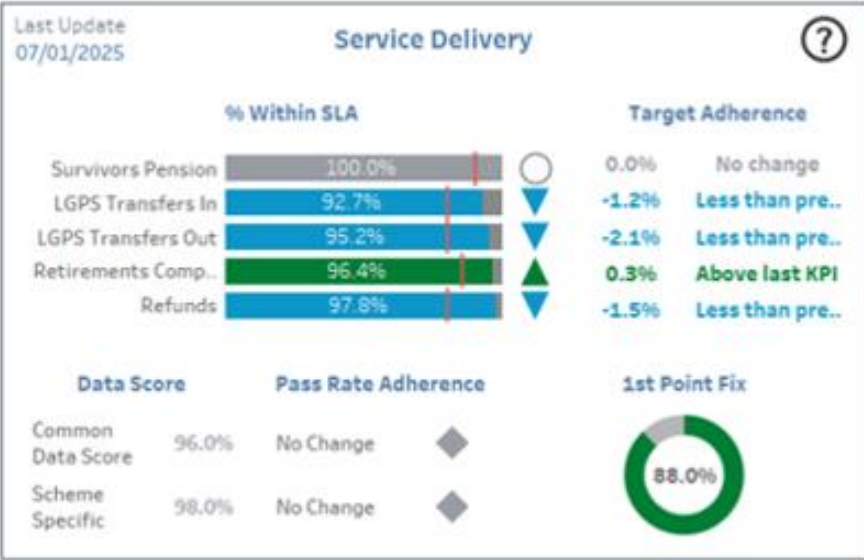 Last Update
07/01/2025
Service Delivery
?
% Within SLA
Target Adherence
Survivors Pension 100.0% 0.0% No change
LGPS Transfers In 92.7% -1.2% Less than pre..
LGPS Transfers Out 95.2% -2.1% Less than pre..
Retirements Comp.. 96.4% 0.3% Above last KPI
Refunds 97.8% -1.5% Less than pre..
Data Score
Pass Rate Adherence
1st Point Fix
Common
Data Score
96.0% No Change
Scheme
Specific
98.0% No Change
88.0%